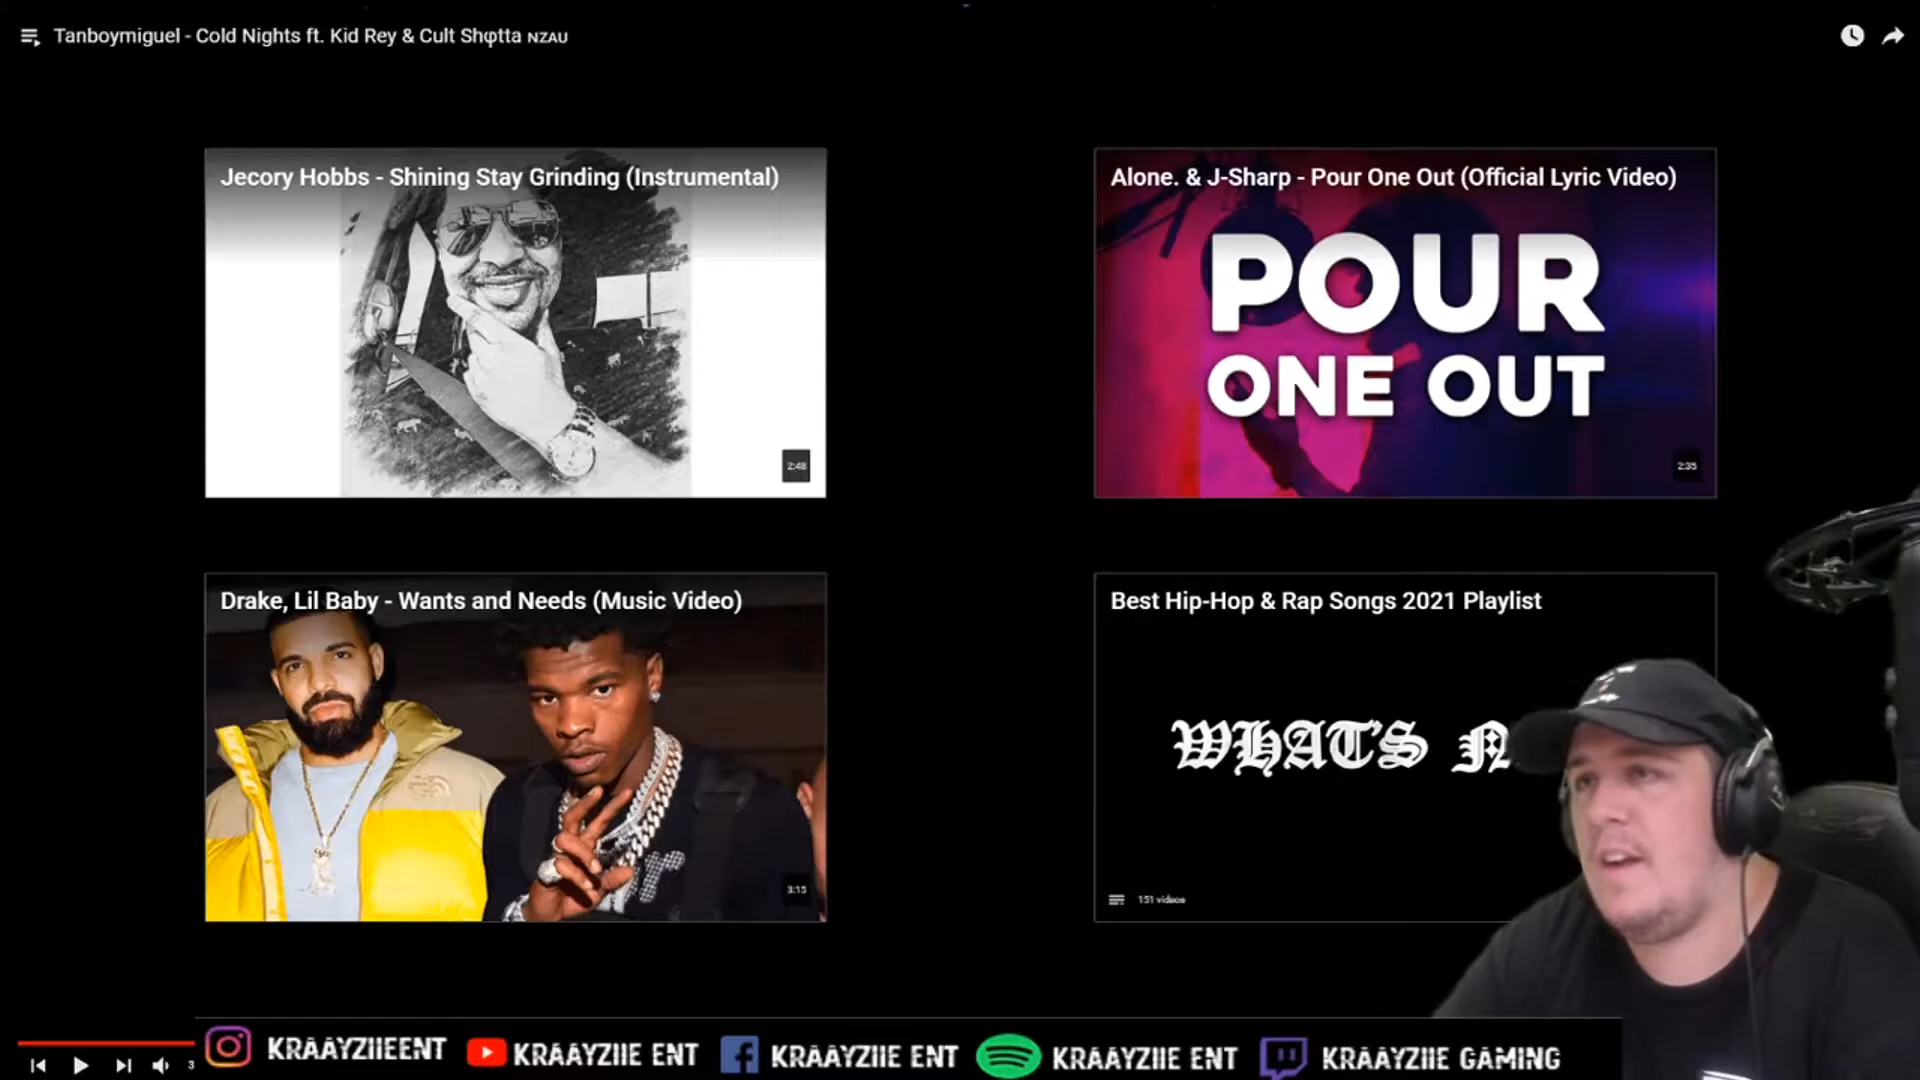 Tanboymiguel - Cold Nights ft. Kid Rey & Cult Shφtta NZAU
Jecory Hobbs - Shining Stay Grinding (Instrumental)
2:48
Alone. & J-Sharp - Pour One Out (Official Lyric Video)
POUR
ONE OUT
2:35
Drake, Lil Baby - Wants and Needs (Music Video)
3:15
Best Hip-Hop & Rap Songs 2021 Playlist
WHAT'S N
151 videos
3
KRAAYZIIEENT
KRAAYZIIE ENT
KRAAYZIIE ENT
KRAAYZIIE ENT
KRAAYZIIE GAMING